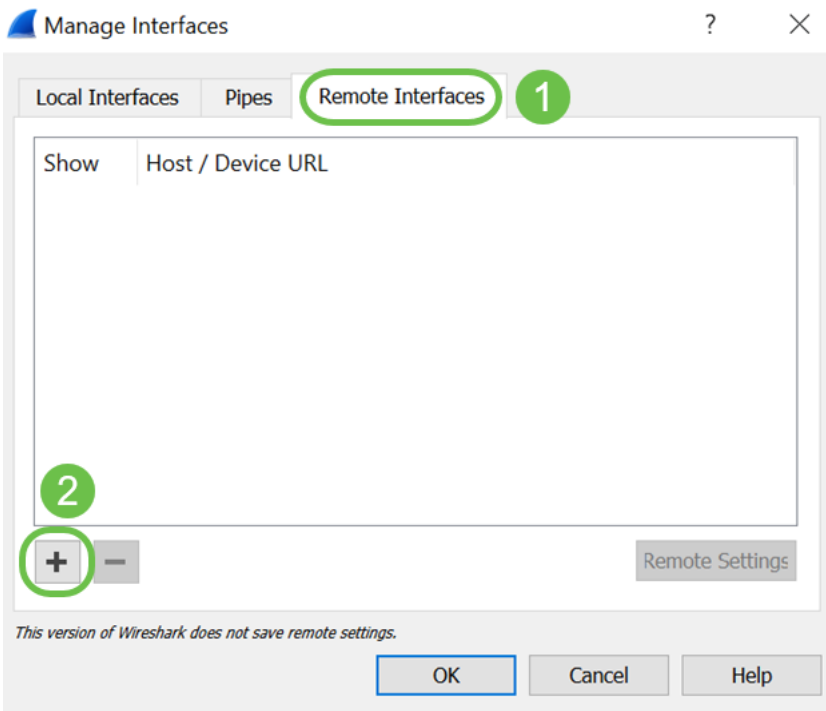 Manage Interfaces ? ×
Local Interfaces Pipes Remote Interfaces 1
Show Host / Device URL
2
+ −
Remote Settings
This version of Wireshark does not save remote settings.
OK Cancel Help